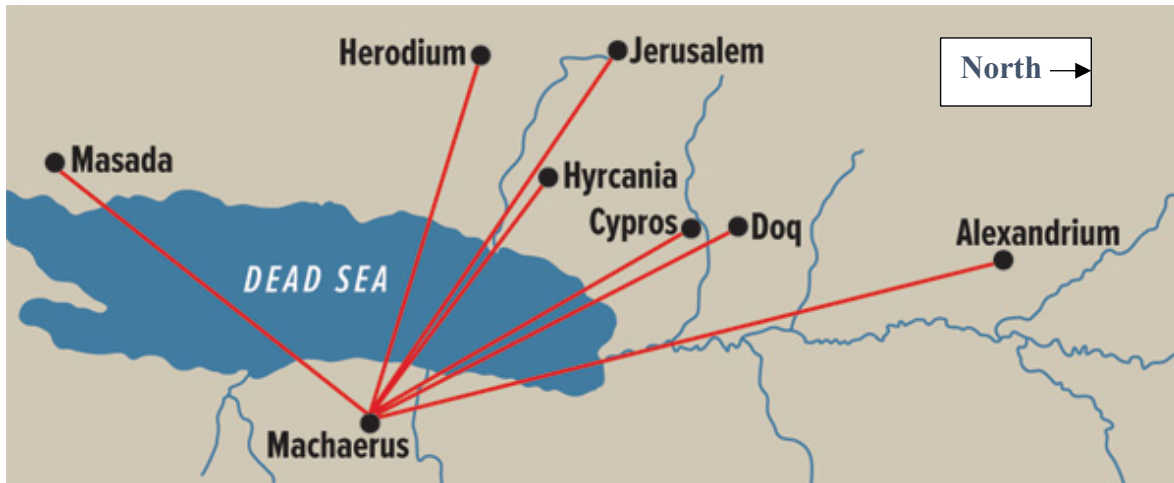 Herodium
Jerusalem
North
Masada
Hyrcania
Cypros
Doq
Alexandrium
DEAD SEA
Machaerus